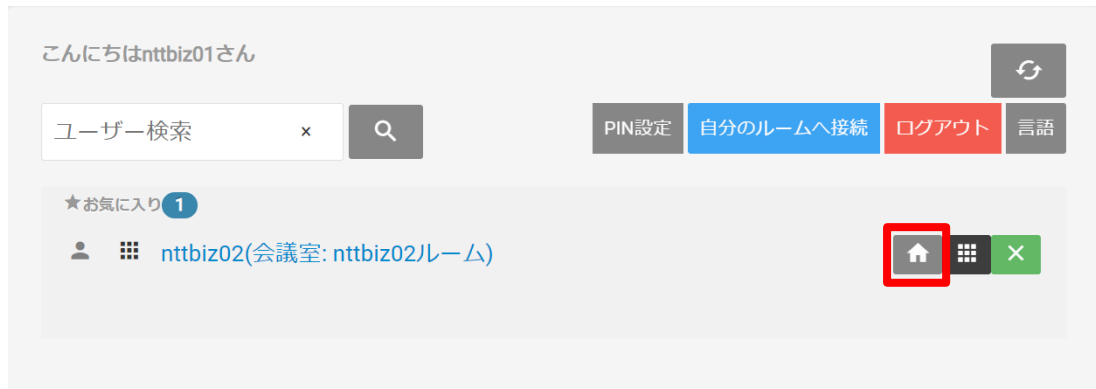 こんにちはnttbiz01さん
ユーザー検索 ×
PIN設定 自分のルームへ接続 ログアウト 言語
★お気に入り 1
nttbiz02(会議室: nttbiz02ルーム)